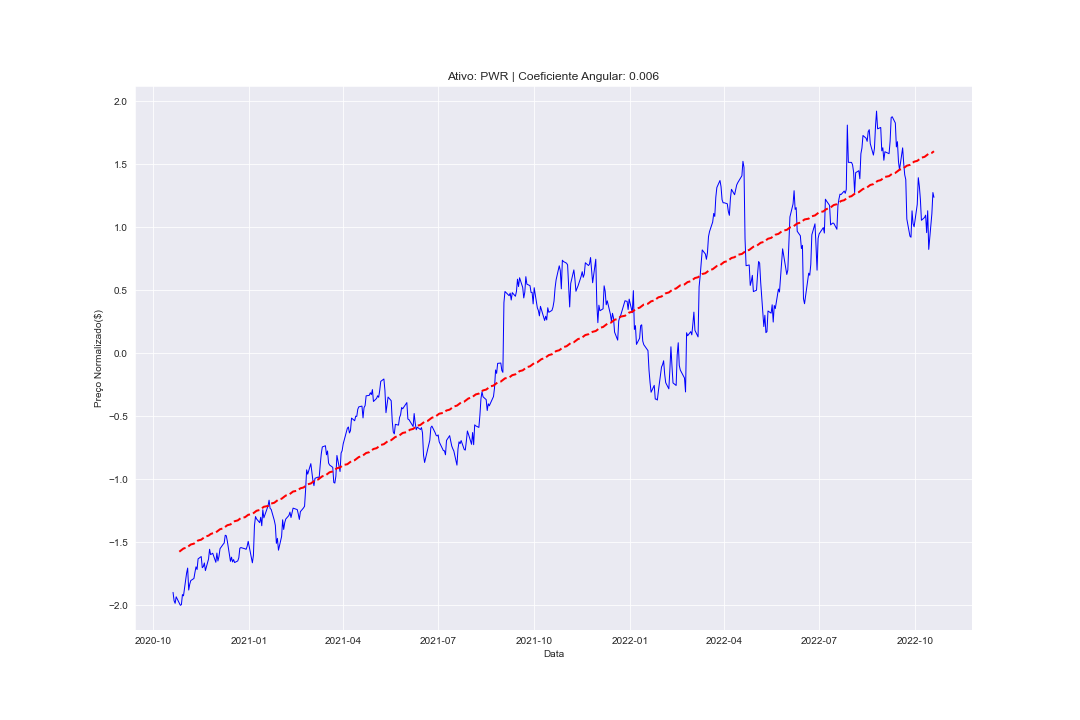 Ativo: PWR | Coeficiente Angular: 0.006
2.0
1.5
1.0
0.5
0.0
−0.5
−1.0
−1.5
−2.0
Preço Normalizado($)
2020-10 2021-01 2021-04 2021-07 2021-10 2022-01 2022-04 2022-07 2022-10
Data